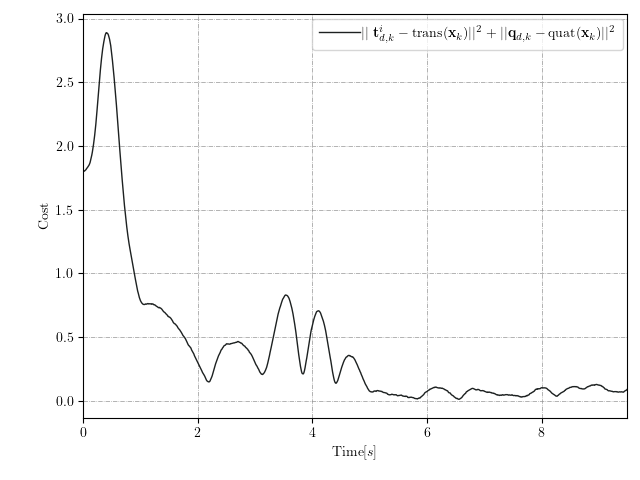 || t^i_{d,k} − trans(x_k)||^2 + ||q_{d,k} − quat(x_k)||^2
3.0
2.5
2.0
1.5
1.0
0.5
0.0
Cost
0 2 4 6 8
Time[s]